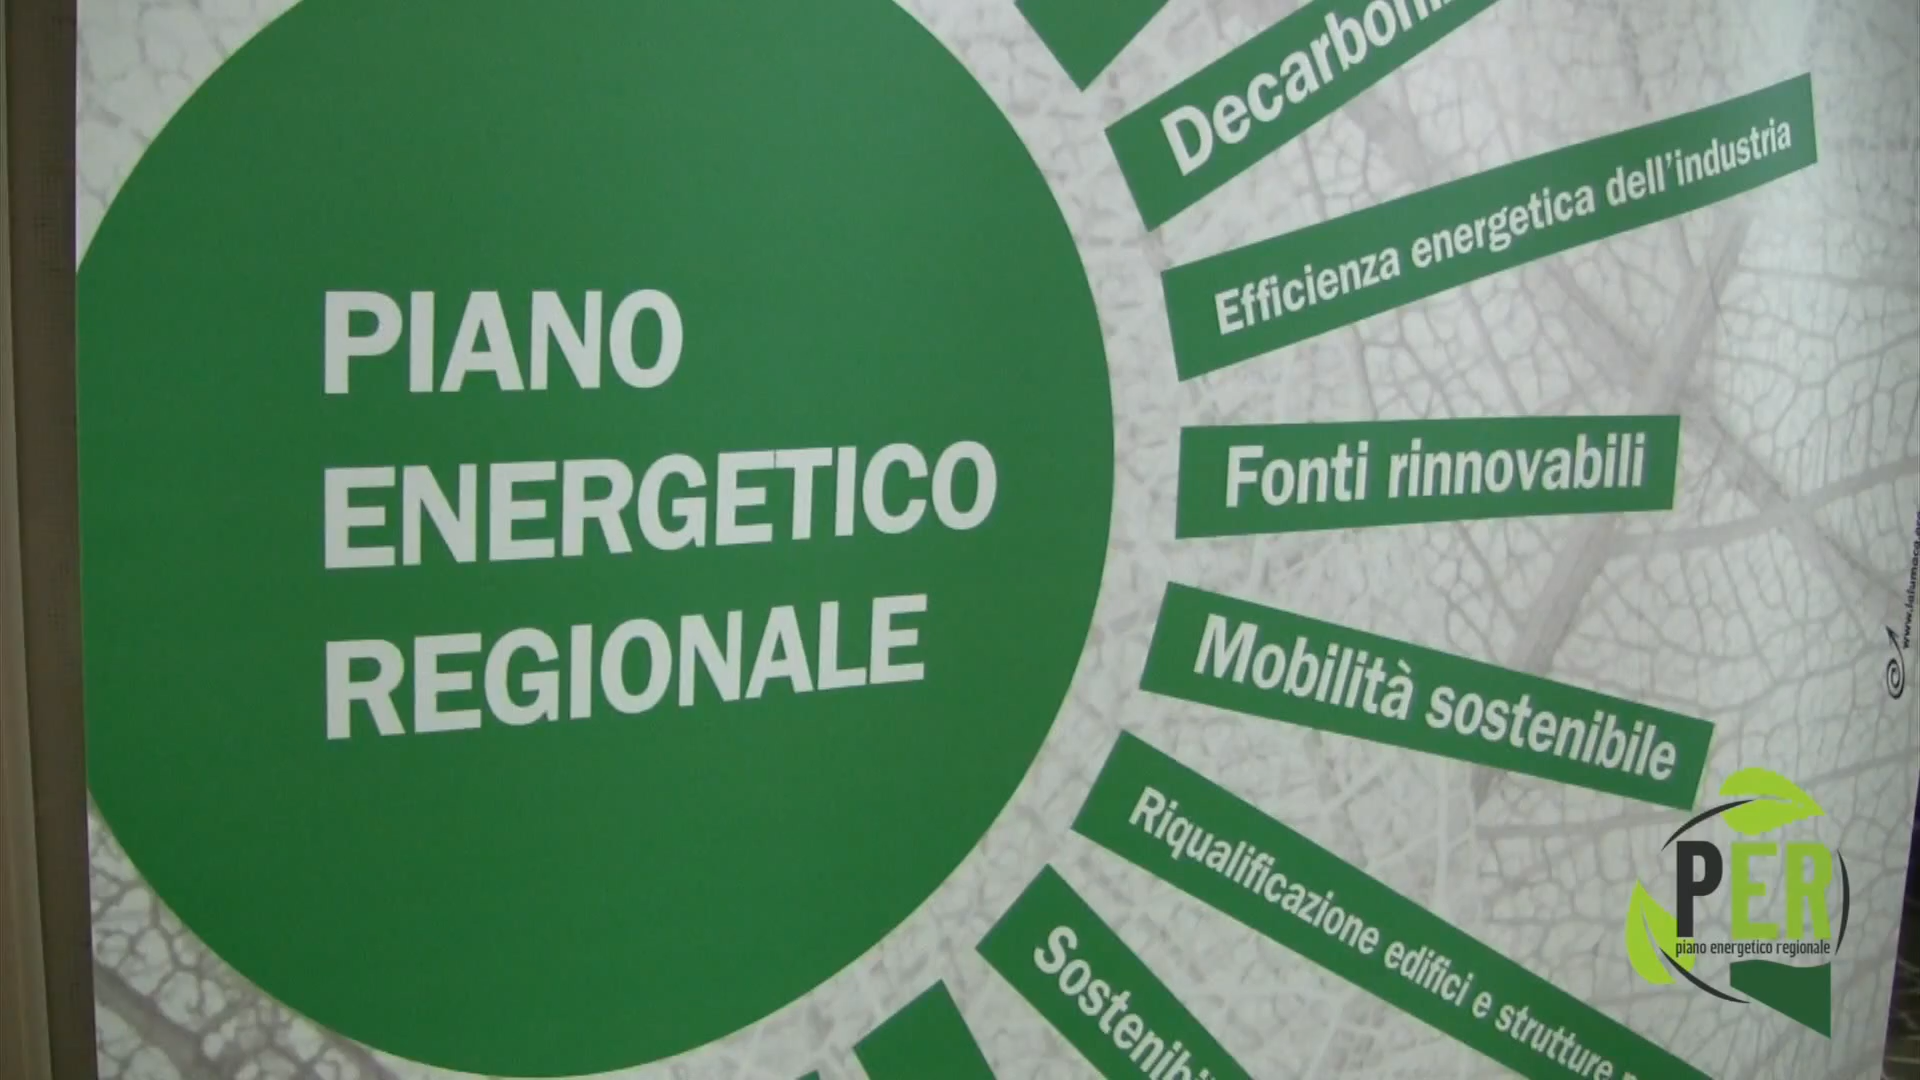 PIANO
ENERGETICO
REGIONALE
Efficienza energetica dell'industria
Fonti rinnovabili
Mobilità sostenibile
Riqualificazione edifici e strutture
PER
piano energetico regionale